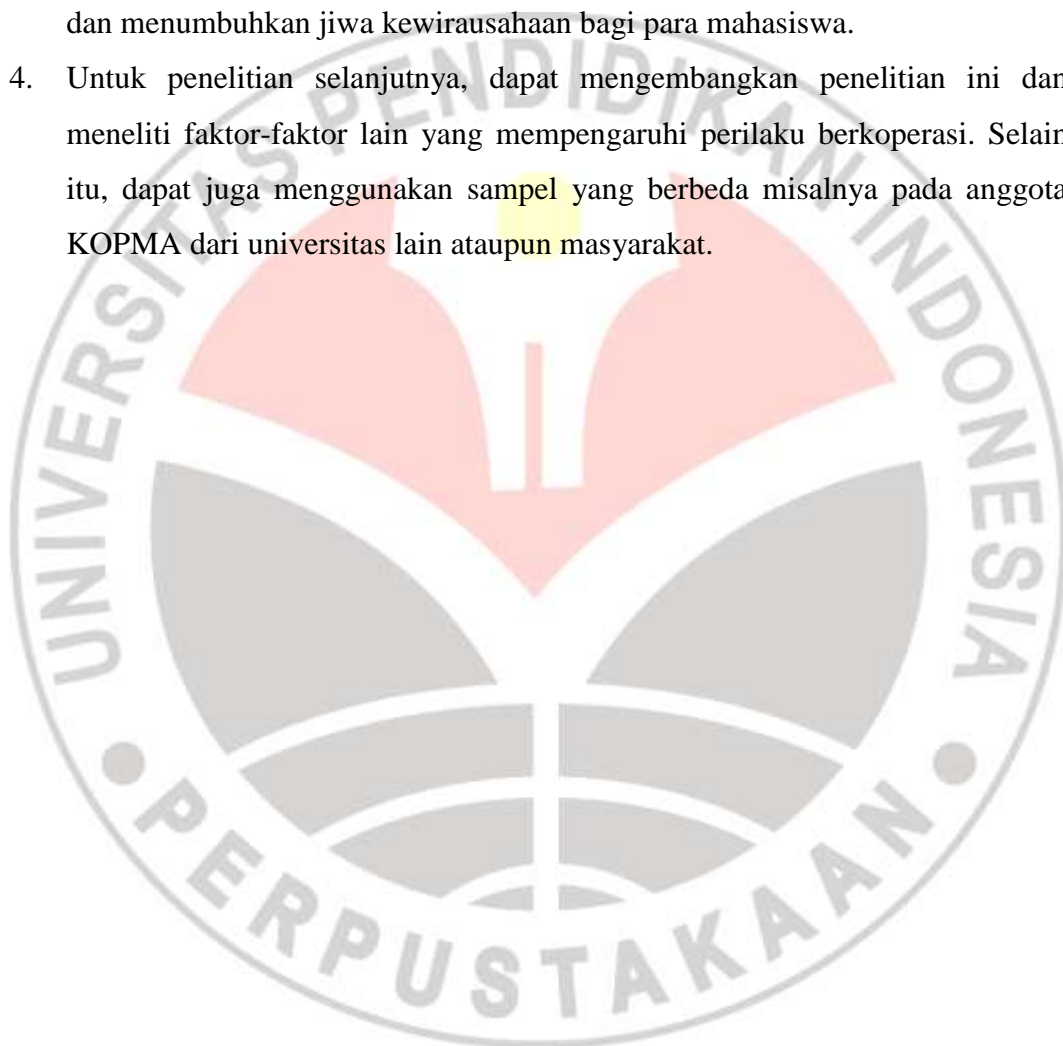 dan menumbuhkan jiwa kewirausahaan bagi para mahasiswa.
4. Untuk penelitian selanjutnya, dapat mengembangkan penelitian ini dan
meneliti faktor-faktor lain yang mempengaruhi perilaku berkoperasi. Selain
itu, dapat juga menggunakan sampel yang berbeda misalnya pada anggota
KOPMA dari universitas lain ataupun masyarakat.
UNIVERSITAS PENDIDIKAN INDONESIA
PERPUSTAKAAN